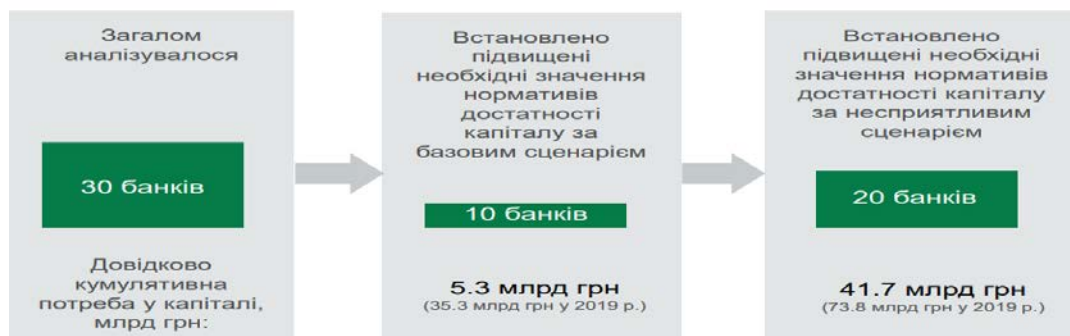 Загалом
аналізувалося
30 банків
Довідково
кумулятивна
потреба у капіталі,
млрд грн:
Встановлено
підвищені
необхідні значення
нормативів
достатності
капіталу за
базовим сценарієм
10 банків
5.3 млрд грн
(35.3 млрд грн у 2019 р.)
Встановлено
підвищені необхідні
значення нормативів
достатності капіталу
за несприятливим
сценарієм
20 банків
41.7 млрд грн
(73.8 млрд грн у 2019 р.)